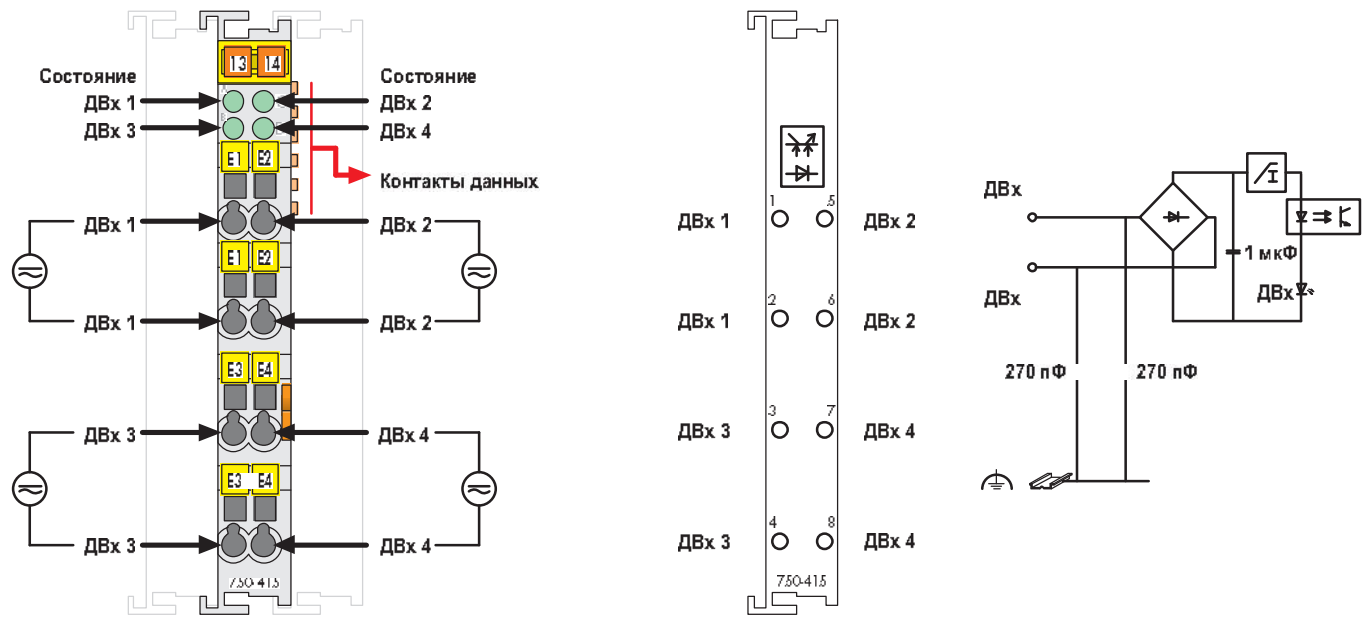 13 14
Состояние
Состояние
ДВх 1
ДВх 2
A
C
ДВх 3
ДВх 4
B
D
E1 E2
Контакты данных
ДВх 1
ДВх 2
E1 E2
ДВх 1
ДВх 2
E3 E4
ДВх 3
ДВх 4
E3 E4
ДВх 3
ДВх 4
750-415
1 5
ДВх 1
ДВх 2
2 6
ДВх 1
ДВх 2
3 7
ДВх 3
ДВх 4
4 8
ДВх 3
ДВх 4
750-415
ДВх
I
1 мкФ
ДВх
ДВх
270 пФ
270 пФ